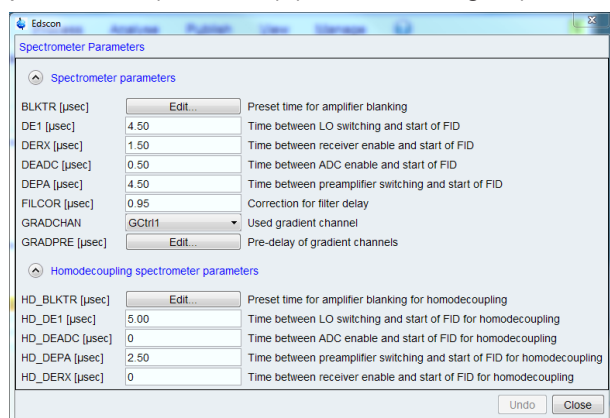 Edscon
Spectrometer Parameters
Spectrometer parameters
BLKTR [µsec] Edit... Preset time for amplifier blanking
DE1 [µsec] 4.50 Time between LO switching and start of FID
DERX [µsec] 1.50 Time between receiver enable and start of FID
DEADC [µsec] 0.50 Time between ADC enable and start of FID
DEPA [µsec] 4.50 Time between preamplifier switching and start of FID
FILCOR [µsec] 0.95 Correction for filter delay
GRADCHAN GCtrl1 Used gradient channel
GRADPRE [µsec] Edit... Pre-delay of gradient channels
Homodecoupling spectrometer parameters
HD_BLKTR [µsec] Edit... Preset time for amplifier blanking for homodecoupling
HD_DE1 [µsec] 5.00 Time between LO switching and start of FID for homodecoupling
HD_DEADC [µsec] 0 Time between ADC enable and start of FID for homodecoupling
HD_DEPA [µsec] 2.50 Time between preamplifier switching and start of FID for homodecoupling
HD_DERX [µsec] 0 Time between receiver enable and start of FID for homodecoupling
Undo Close